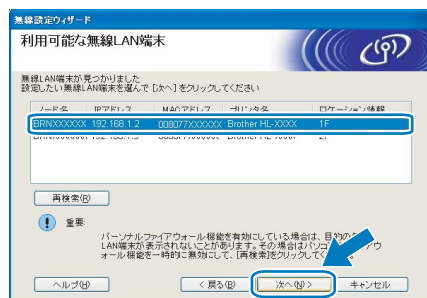 無線設定ウィザード
利用可能な無線LAN端末
無線LAN端末が見つかりました
設定したい無線LAN端末を選んで [次へ] をクリックしてください
ノード名 IPアドレス MACアドレス プリンタ名 ロケーション情報
BRNXXXXXX 192.168.1.2 008077XXXXXX Brother HL-XXXX 1F
再検索(R)
重要:
パーソナルファイアウォール機能を有効にしている場合は、目的の
LAN端末が表示されないことがあります。その場合は
ォール機能を一時的に無効にして、[再検索]をクリックして
ヘルプ(H) < 戻る(B) 次へ(N) > キャンセル